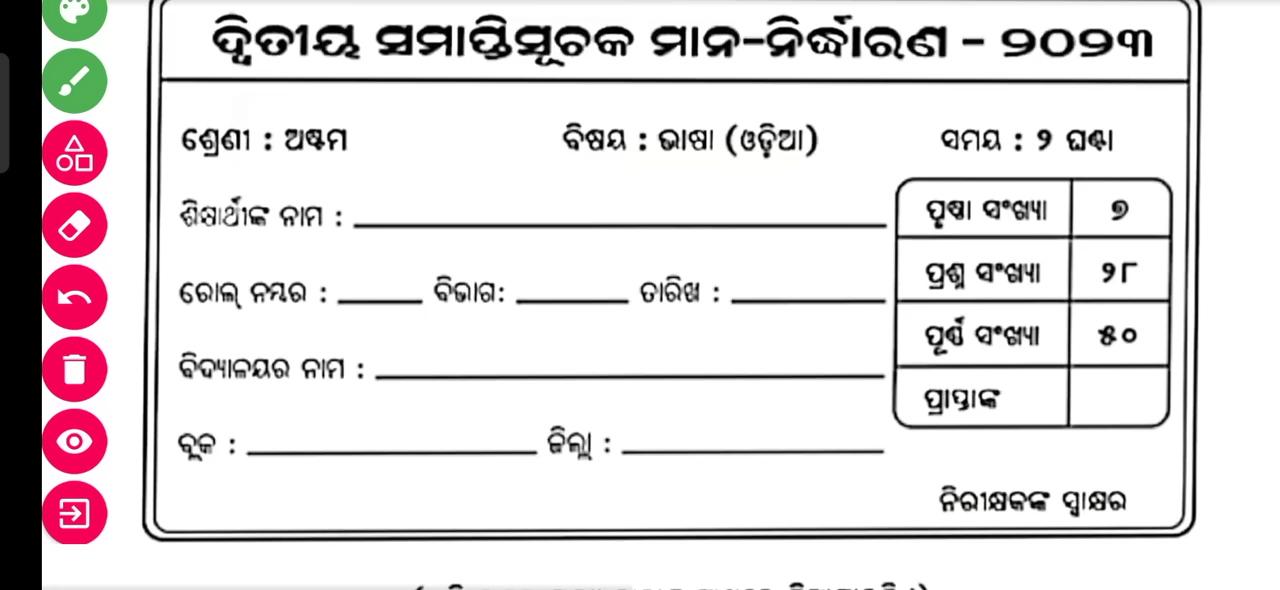 ଦ୍ଵିତୀୟ ସମାପ୍ତିସୂଚକ ମାନ-ନିର୍ଦ୍ଧାରଣ - ୨୦୨୩
ଶ୍ରେଣୀ : ଅଷ୍ଟମ ବିଷୟ : ଭାଷା (ଓଡ଼ିଆ) ସମୟ : ୨ ଘଣ୍ଟା
ଶିକ୍ଷାର୍ଥୀଙ୍କ ନାମ :
ପୃଷ୍ଠା ସଂଖ୍ୟା ୭
ରୋଲ୍ ନମ୍ବର : ବିଭାଗ: ତାରିଖ :
ପ୍ରଶ୍ନ ସଂଖ୍ୟା ୨୮
ପୂର୍ଣ୍ଣ ସଂଖ୍ୟା ୫୦
ବିଦ୍ୟାଳୟର ନାମ :
ପ୍ରାପ୍ତାଙ୍କ
ବ୍ଲକ : ଜିଲ୍ଲା :
ନିରୀକ୍ଷକଙ୍କ ସ୍ୱାକ୍ଷର